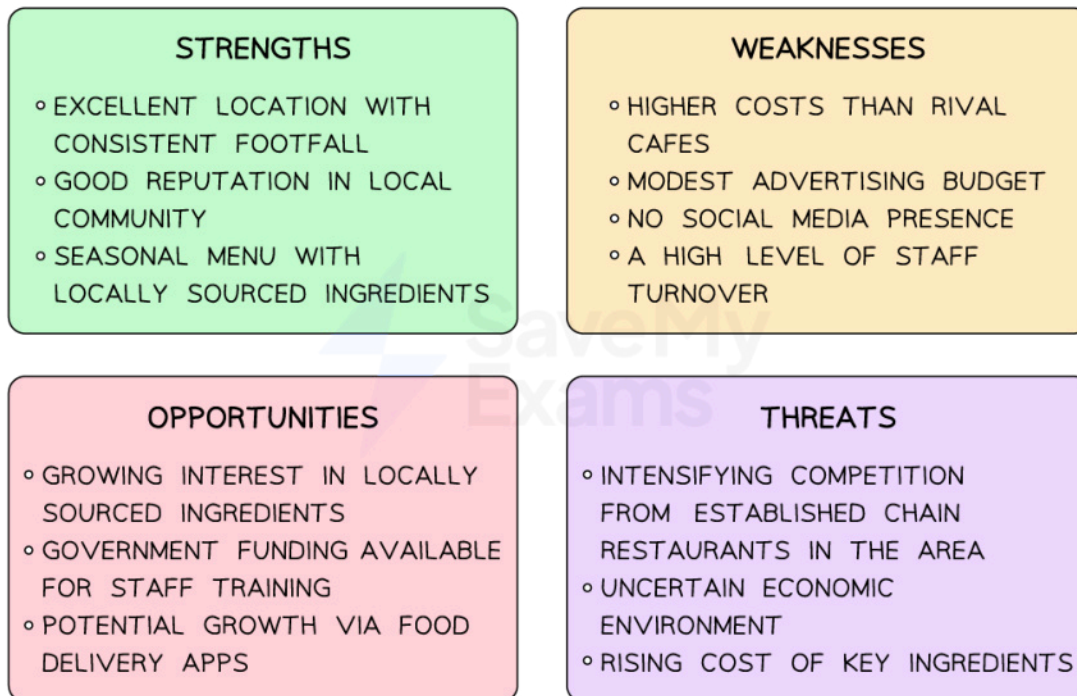 STRENGTHS
◦ EXCELLENT LOCATION WITH
CONSISTENT FOOTFALL
◦ GOOD REPUTATION IN LOCAL
COMMUNITY
◦ SEASONAL MENU WITH
LOCALLY SOURCED INGREDIENTS
WEAKNESSES
◦ HIGHER COSTS THAN RIVAL
CAFES
◦ MODEST ADVERTISING BUDGET
◦ NO SOCIAL MEDIA PRESENCE
◦ A HIGH LEVEL OF STAFF
TURNOVER
SaveMy
Exams
OPPORTUNITIES
◦ GROWING INTEREST IN LOCALLY
SOURCED INGREDIENTS
◦ GOVERNMENT FUNDING AVAILABLE
FOR STAFF TRAINING
◦ POTENTIAL GROWTH VIA FOOD
DELIVERY APPS
THREATS
◦ INTENSIFYING COMPETITION
FROM ESTABLISHED CHAIN
RESTAURANTS IN THE AREA
◦ UNCERTAIN ECONOMIC
ENVIRONMENT
◦ RISING COST OF KEY INGREDIENTS